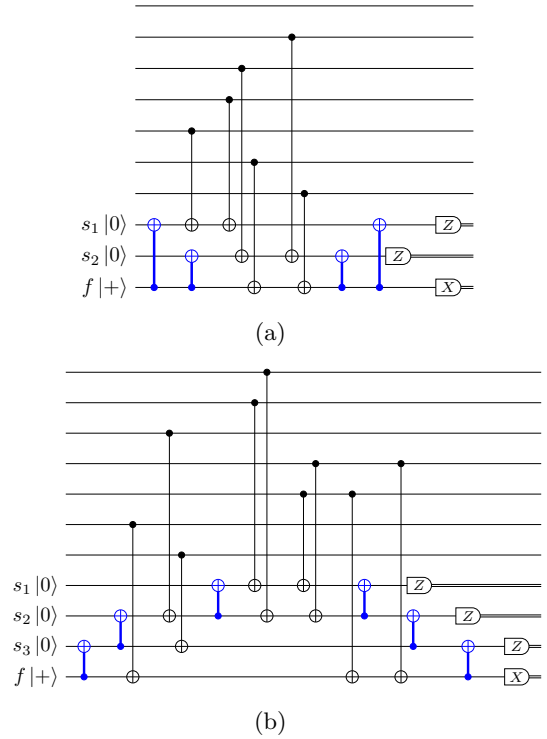 s₁ |0⟩ Z
s₂ |0⟩ Z
f |+⟩ X
(a)
s₁ |0⟩ Z
s₂ |0⟩ Z
s₃ |0⟩ Z
f |+⟩ X
(b)